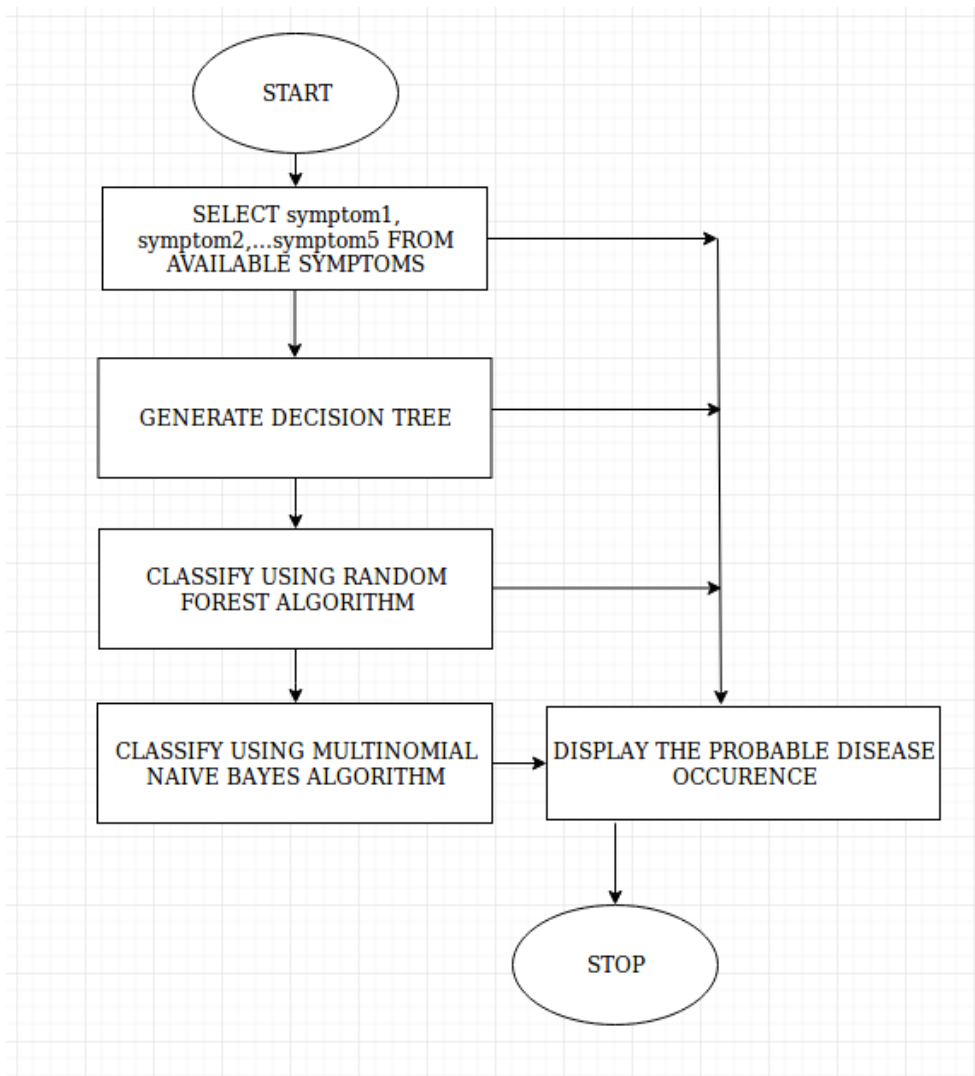 START
SELECT symptom1,
symptom2,...symptom5 FROM
AVAILABLE SYMPTOMS
GENERATE DECISION TREE
CLASSIFY USING RANDOM
FOREST ALGORITHM
CLASSIFY USING MULTINOMIAL
NAIVE BAYES ALGORITHM
DISPLAY THE PROBABLE DISEASE
OCCURENCE
STOP